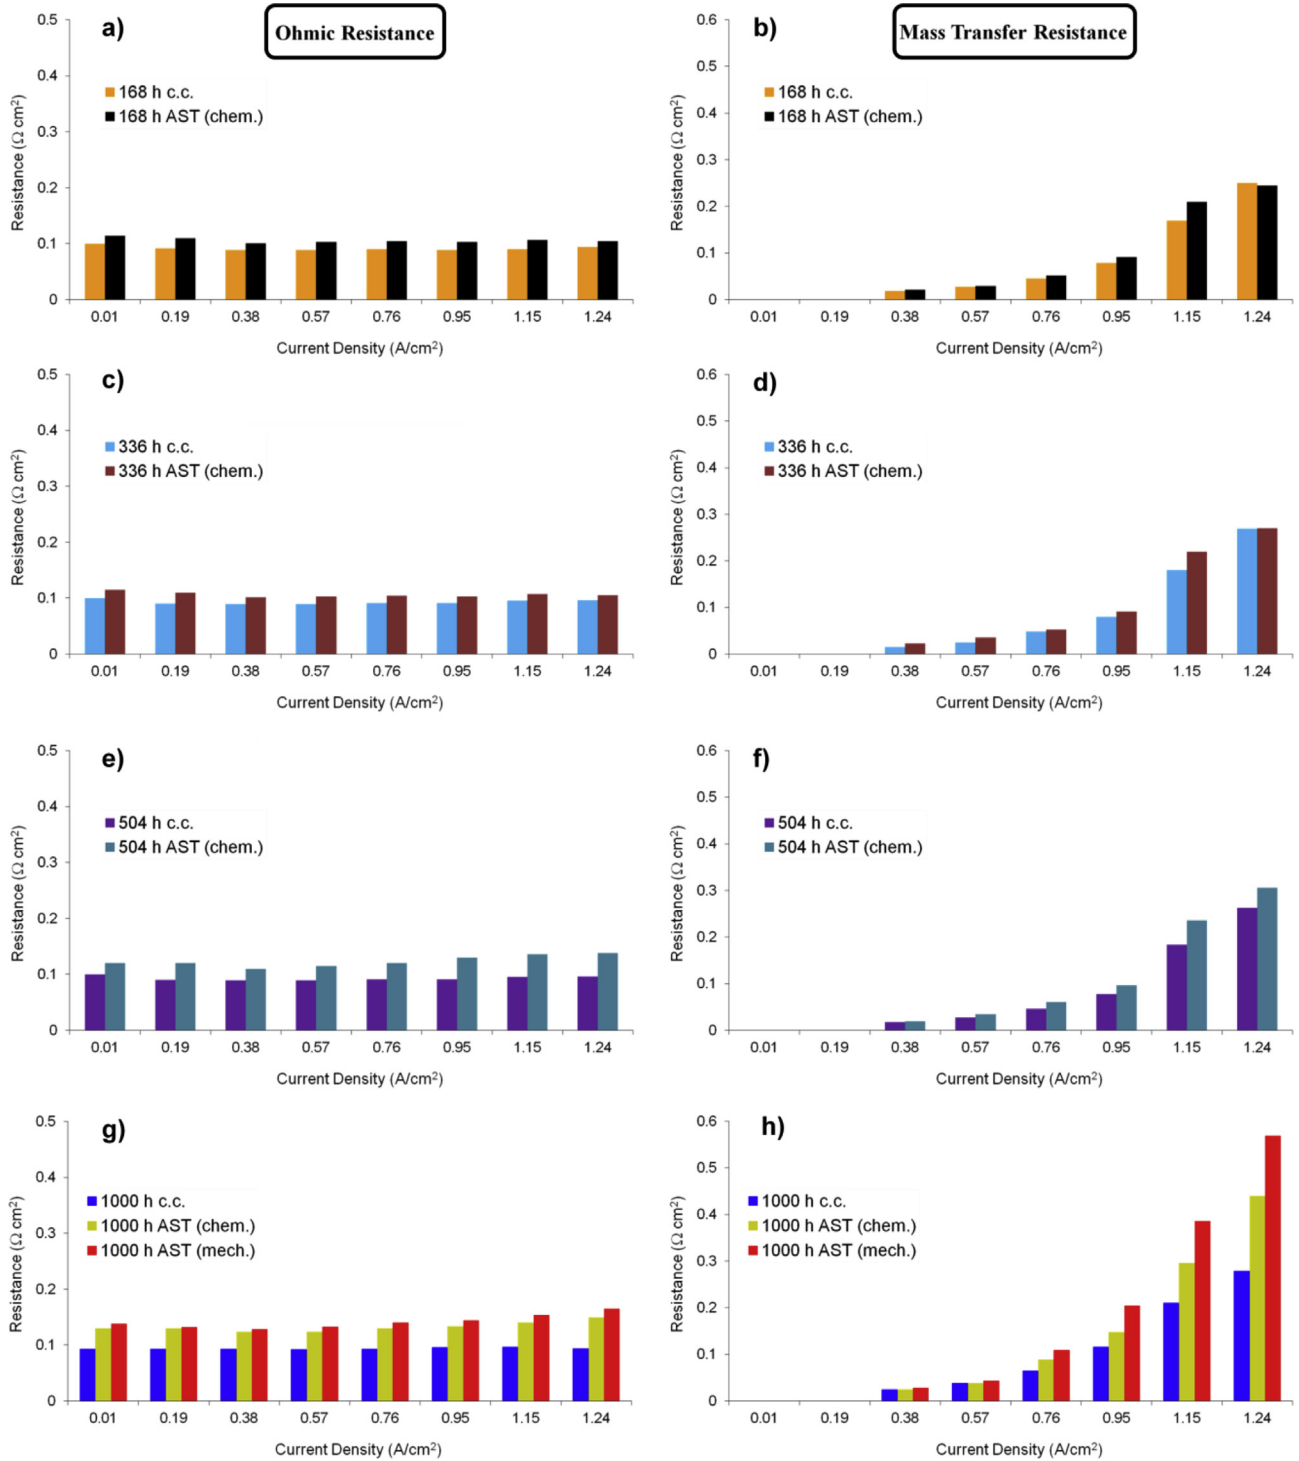 a)
Ohmic Resistance
0.5
0.4
0.3
0.2
0.1
0
Resistance (Ω cm²)
168 h c.c.
168 h AST (chem.)
0.01 0.19 0.38 0.57 0.76 0.95 1.15 1.24
Current Density (A/cm²)
b)
Mass Transfer Resistance
0.6
0.5
0.4
0.3
0.2
0.1
0
Resistance (Ω cm²)
168 h c.c.
168 h AST (chem.)
0.01 0.19 0.38 0.57 0.76 0.95 1.15 1.24
Current Density (A/cm²)
c)
0.5
0.4
0.3
0.2
0.1
0
Resistance (Ω cm²)
336 h c.c.
336 h AST (chem.)
0.01 0.19 0.38 0.57 0.76 0.95 1.15 1.24
Current Density (A/cm²)
d)
0.6
0.5
0.4
0.3
0.2
0.1
0
Resistance (Ω cm²)
336 h c.c.
336 h AST (chem.)
0.01 0.19 0.38 0.57 0.76 0.95 1.15 1.24
Current Density (A/cm²)
e)
0.5
0.4
0.3
0.2
0.1
0
Resistance (Ω cm²)
504 h c.c.
504 h AST (chem.)
0.01 0.19 0.38 0.57 0.76 0.95 1.15 1.24
Current Density (A/cm²)
f)
0.6
0.5
0.4
0.3
0.2
0.1
0
Resistance (Ω cm²)
504 h c.c.
504 h AST (chem.)
0.01 0.19 0.38 0.57 0.76 0.95 1.15 1.24
Current Density (A/cm²)
g)
0.5
0.4
0.3
0.2
0.1
0
Resistance (Ω cm²)
1000 h c.c.
1000 h AST (chem.)
1000 h AST (mech.)
0.01 0.19 0.38 0.57 0.76 0.95 1.15 1.24
Current Density (A/cm²)
h)
0.6
0.5
0.4
0.3
0.2
0.1
0
Resistance (Ω cm²)
1000 h c.c.
1000 h AST (chem.)
1000 h AST (mech.)
0.01 0.19 0.38 0.57 0.76 0.95 1.15 1.24
Current Density (A/cm²)